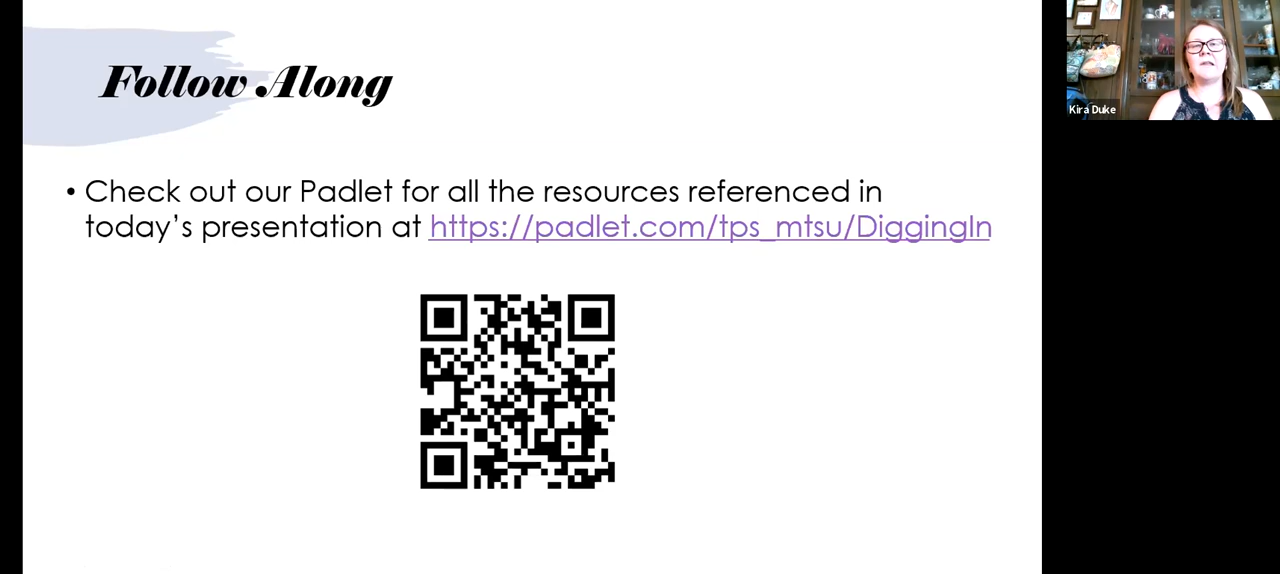 Follow Along
• Check out our Padlet for all the resources referenced in
today’s presentation at https://padlet.com/tps_mtsu/DiggingIn
Kira Duke